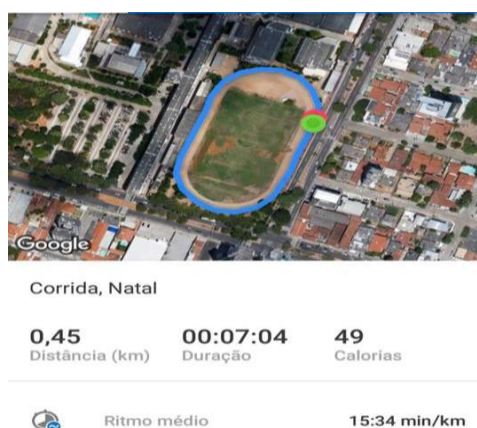 Google
Corrida, Natal
0,45 00:07:04 49
Distância (km) Duração Calorias
Ritmo médio 15:34 min/km